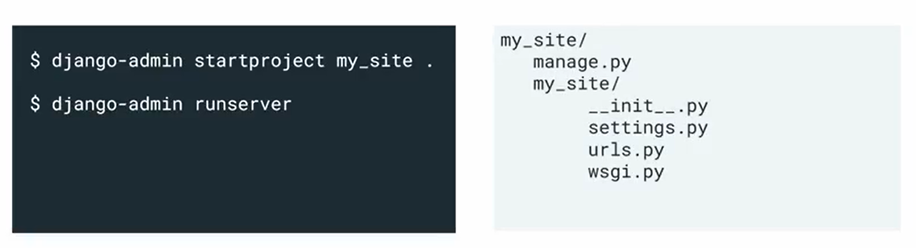 $ django-admin startproject my_site .
$ django-admin runserver
my_site/
manage.py
my_site/
__init__.py
settings.py
urls.py
wsgi.py